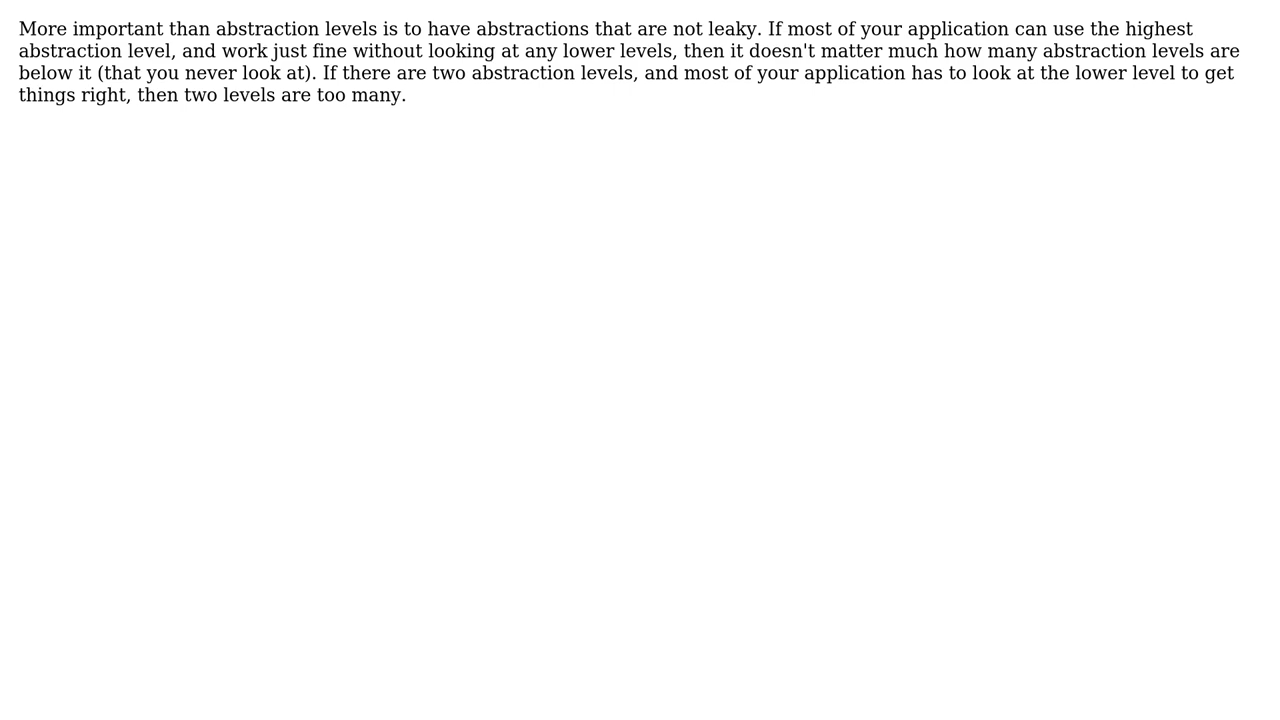 More important than abstraction levels is to have abstractions that are not leaky. If most of your application can use the highest
abstraction level, and work just fine without looking at any lower levels, then it doesn't matter much how many abstraction levels are
below it (that you never look at). If there are two abstraction levels, and most of your application has to look at the lower level to get
things right, then two levels are too many.